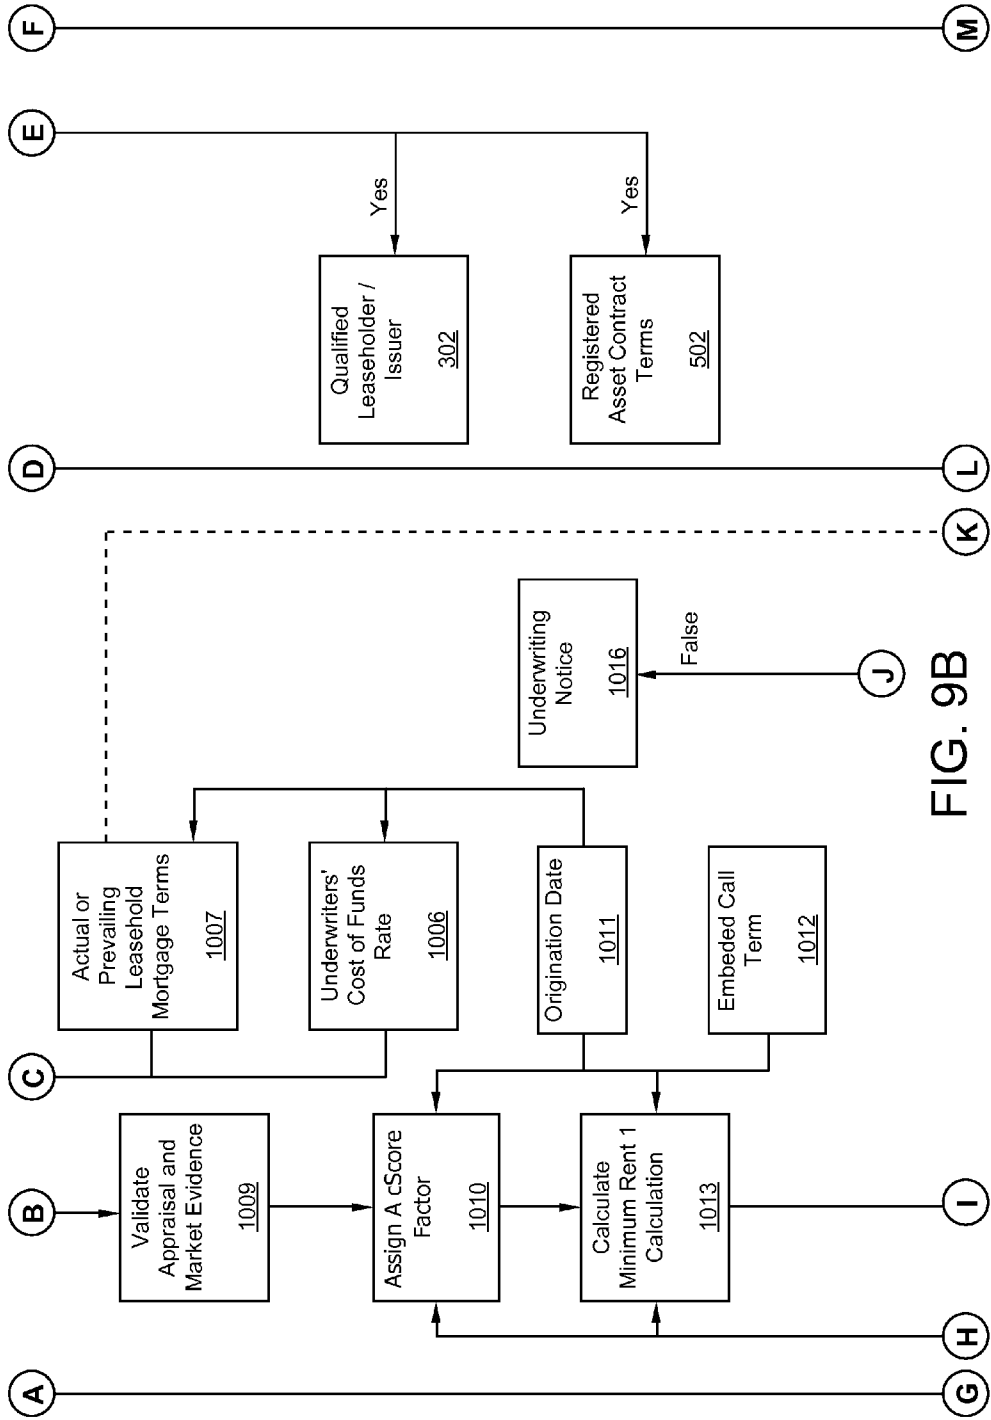 A
B
C
D
E
F
Validate
Appraisal and
Market Evidence
1009
Actual or
Prevailing
Leasehold
Mortgage Terms
1007
Underwriters'
Cost of Funds
Rate
1006
Qualified
Leaseholder /
Issuer
302
Yes
Assign A cScore
Factor
1010
Origination Date
1011
Underwriting
Notice
1016
False
Registered
Asset Contract
Terms
502
Yes
Calculate
Minimum Rent 1
Calculation
1013
Embeded Call
Term
1012
G
H
I
J
K
L
M
FIG. 9B